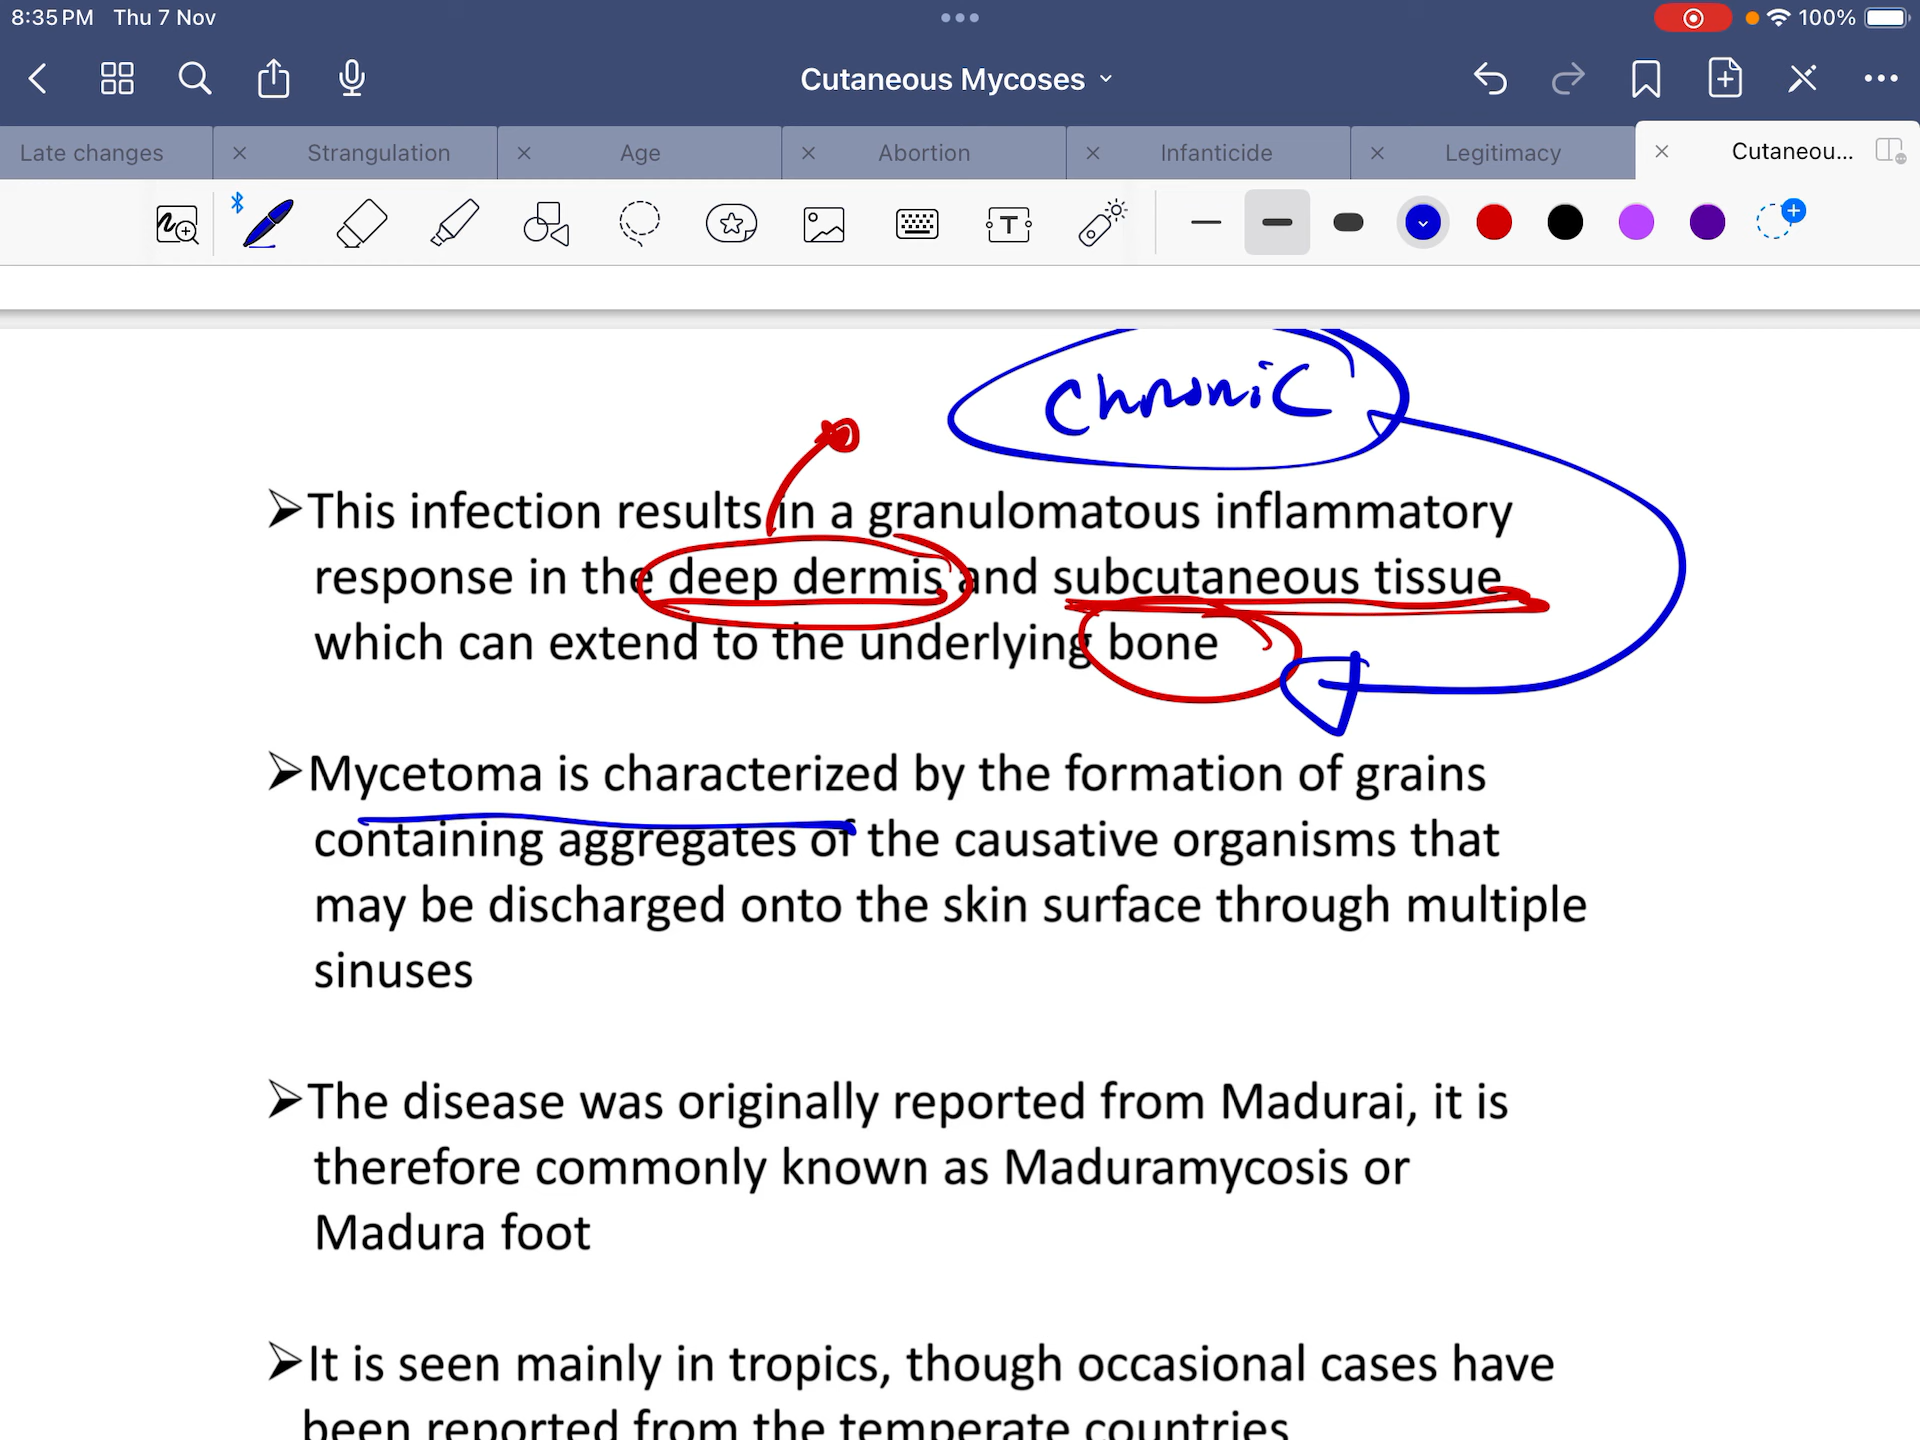 8:35 PM Thu 7 Nov
100%
Cutaneous Mycoses
Late changes
Strangulation
Age
Abortion
Infanticide
Legitimacy
Cutaneou...
T
chronic
➢This infection results in a granulomatous inflammatory
response in the deep dermis and subcutaneous tissue
which can extend to the underlying bone
➢Mycetoma is characterized by the formation of grains
containing aggregates of the causative organisms that
may be discharged onto the skin surface through multiple
sinuses
➢The disease was originally reported from Madurai, it is
therefore commonly known as Maduramycosis or
Madura foot
➢It is seen mainly in tropics, though occasional cases have
been reported from the temperate countries